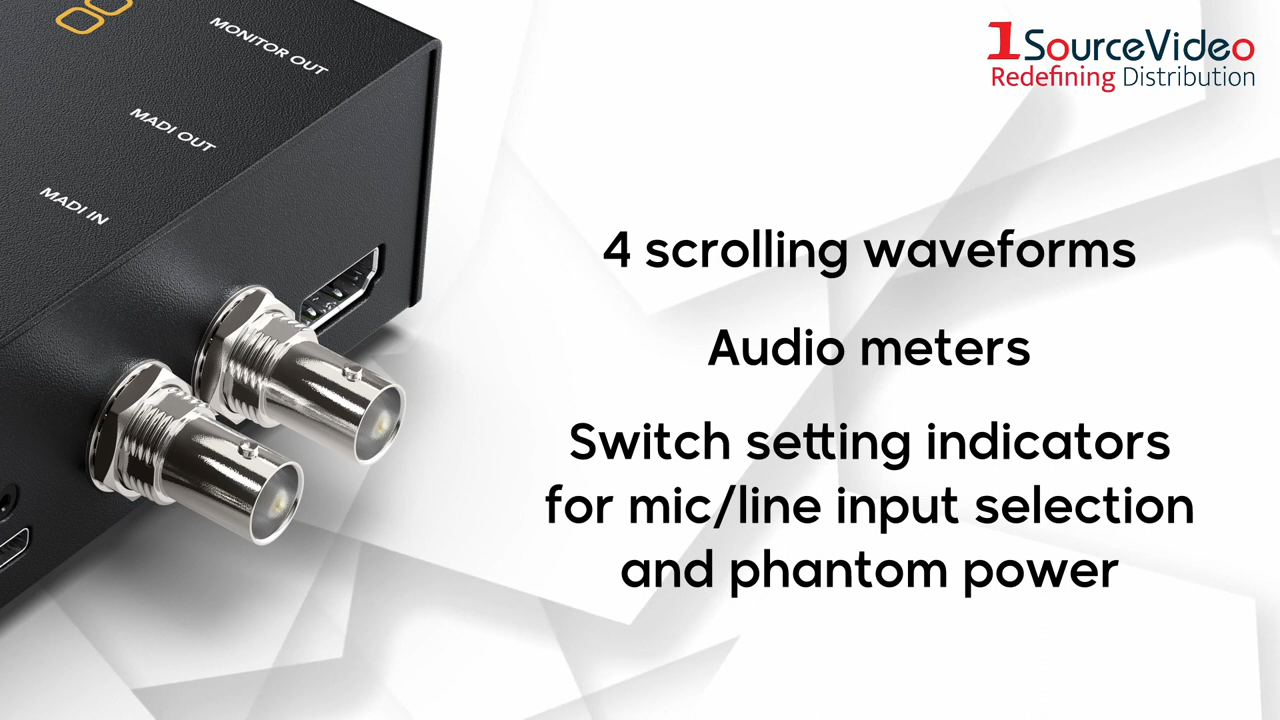 MONITOR OUT
MADI OUT
MADI IN
1SourceVideo
Redefining Distribution
4 scrolling waveforms
Audio meters
Switch setting indicators
for mic/line input selection
and phantom power